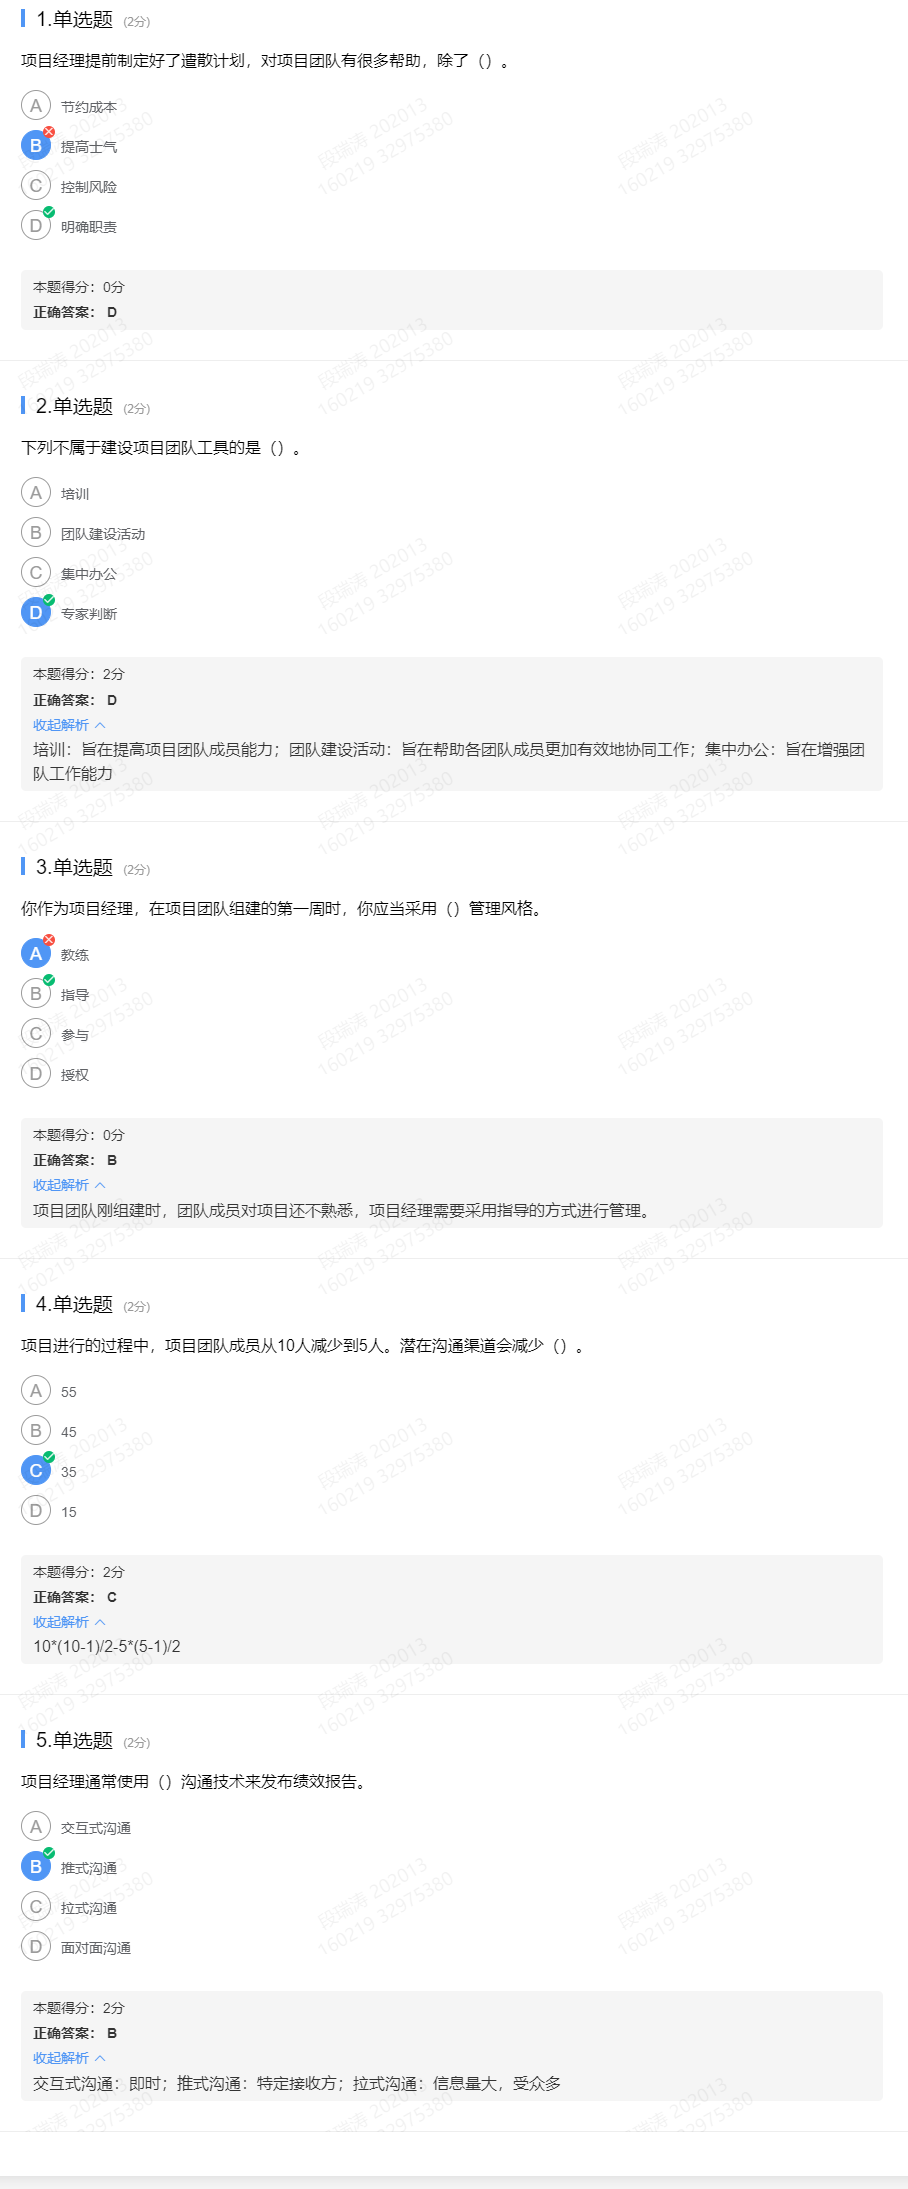 1.单选题 (2分)
项目经理提前制定好了遣散计划，对项目团队有很多帮助，除了（）。
A 节约成本
B 提高士气
C 控制风险
D 明确职责
本题得分：0分
正确答案： D
2.单选题 (2分)
下列不属于建设项目团队工具的是（）。
A 培训
B 团队建设活动
C 集中办公
D 专家判断
本题得分：2分
正确答案： D
收起解析
培训：旨在提高项目团队成员能力；团队建设活动：旨在帮助各团队成员更加有效地协同工作；集中办公：旨在增强团
队工作能力
3.单选题 (2分)
你作为项目经理，在项目团队组建的第一周时，你应当采用（）管理风格。
A 教练
B 指导
C 参与
D 授权
本题得分：0分
正确答案： B
收起解析
项目团队刚组建时，团队成员对项目还不熟悉，项目经理需要采用指导的方式进行管理。
4.单选题 (2分)
项目进行的过程中，项目团队成员从10人减少到5人。潜在沟通渠道会减少（）。
A 55
B 45
C 35
D 15
本题得分：2分
正确答案： C
收起解析
10*(10-1)/2-5*(5-1)/2
5.单选题 (2分)
项目经理通常使用（）沟通技术来发布绩效报告。
A 交互式沟通
B 推式沟通
C 拉式沟通
D 面对面沟通
本题得分：2分
正确答案： B
收起解析
交互式沟通：即时；推式沟通：特定接收方；拉式沟通：信息量大，受众多
段瑞涛 202013
160219 32975380